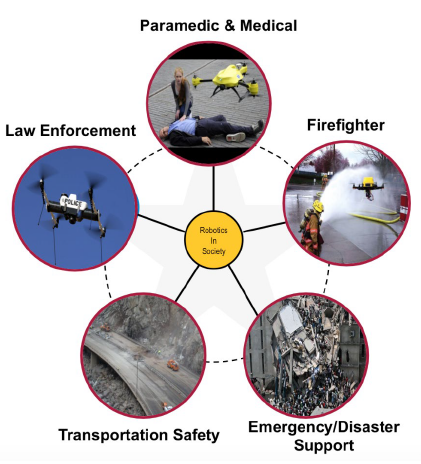 Paramedic & Medical
Law Enforcement
Firefighter
POLICE
Robotics
In
Society
Transportation Safety
Emergency/Disaster
Support